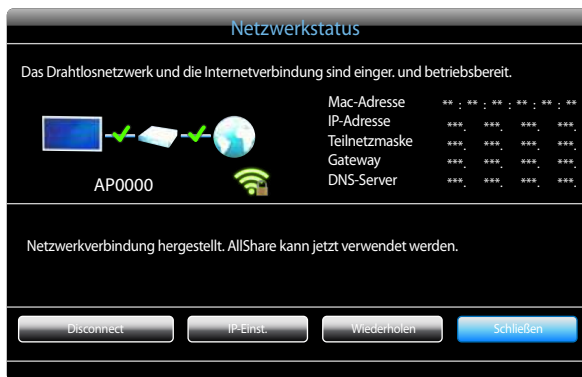 Netzwerkstatus
Das Drahtlosnetzwerk und die Internetverbindung sind einger. und betriebsbereit.
Mac-Adresse ** : ** : ** : ** : ** : **
IP-Adresse ***. ***. ***. ***.
Teilnetzmaske ***. ***. ***. ***.
Gateway ***. ***. ***. ***.
DNS-Server ***. ***. ***. ***.
AP0000
Netzwerkverbindung hergestellt. AllShare kann jetzt verwendet werden.
Disconnect IP-Einst. Wiederholen Schließen